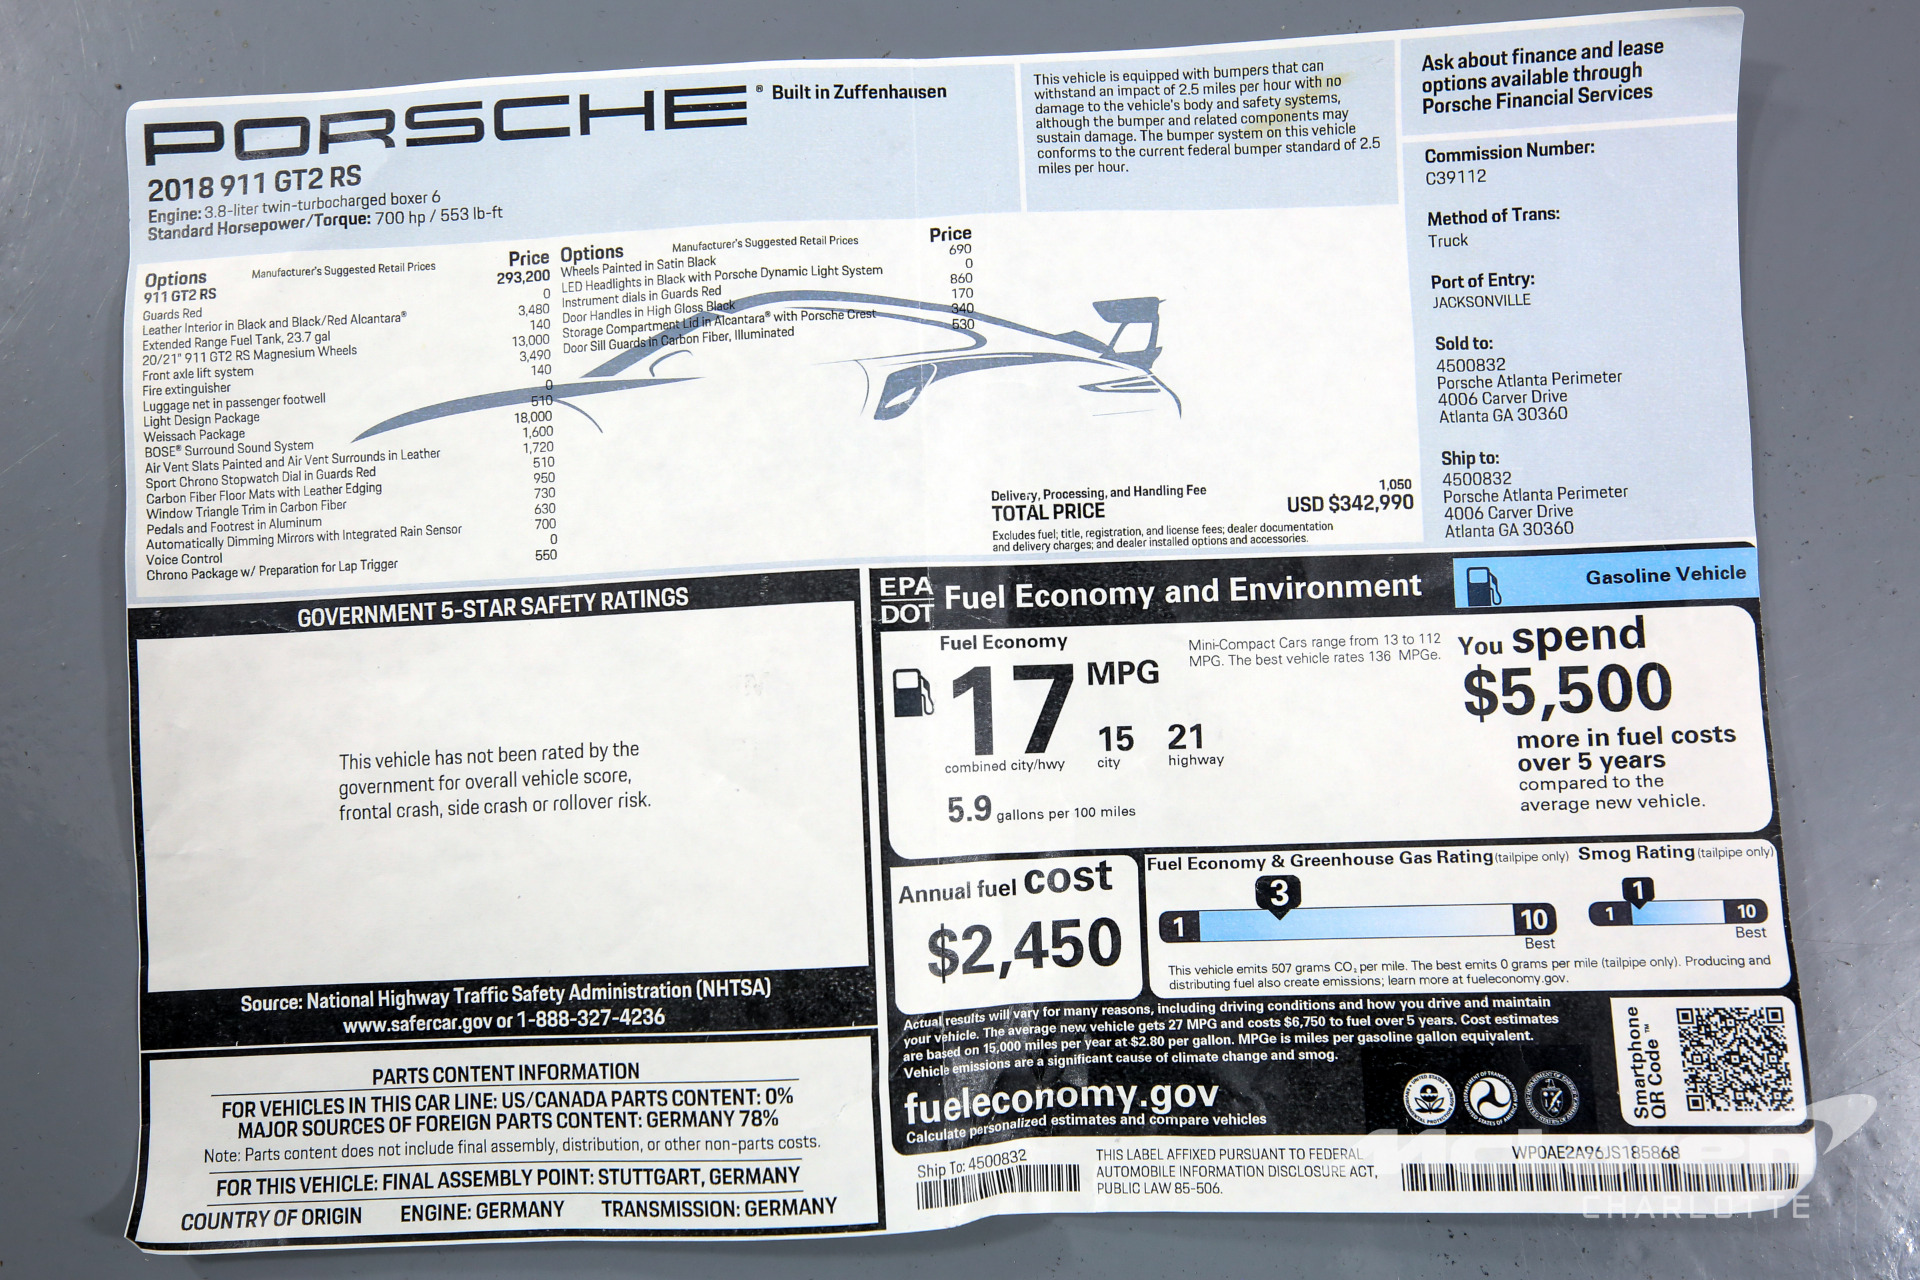 PORSCHE® Built in Zuffenhausen
2018 911 GT2 RS
Engine: 3.8-liter twin-turbocharged boxer 6
Standard Horsepower/Torque: 700 hp / 553 lb-ft
This vehicle is equipped with bumpers that can
withstand an impact of 2.5 miles per hour with no
damage to the vehicle's body and safety systems,
although the bumper and related components may
sustain damage. The bumper system on this vehicle
conforms to the current federal bumper standard of 2.5
miles per hour.
Ask about finance and lease
options available through
Porsche Financial Services
Commission Number:
C39112
Method of Trans:
Truck
Port of Entry:
JACKSONVILLE
Sold to:
4500832
Porsche Atlanta Perimeter
4006 Carver Drive
Atlanta GA 30360
Ship to:
4500832
Porsche Atlanta Perimeter
4006 Carver Drive
Atlanta GA 30360
Options Manufacturer's Suggested Retail Prices Price
911 GT2 RS 293,200
Guards Red 0
Leather Interior in Black and Black/Red Alcantara® 3,480
Extended Range Fuel Tank, 23.7 gal 140
20/21" 911 GT2 RS Magnesium Wheels 13,000
Front axle lift system 3,490
Fire extinguisher 140
Luggage net in passenger footwell 0
Light Design Package 510
Weissach Package 18,000
BOSE® Surround Sound System 1,600
Air Vent Slats Painted and Air Vent Surrounds in Leather 1,720
Sport Chrono Stopwatch Dial in Guards Red 510
Carbon Fiber Floor Mats with Leather Edging 950
Window Triangle Trim in Carbon Fiber 730
Pedals and Footrest in Aluminum 630
Automatically Dimming Mirrors with Integrated Rain Sensor 700
Voice Control 0
Chrono Package w/ Preparation for Lap Trigger 550
Options Manufacturer's Suggested Retail Prices Price
Wheels Painted in Satin Black 690
LED Headlights in Black with Porsche Dynamic Light System 0
Instrument dials in Guards Red 860
Door Handles in High Gloss Black 170
Storage Compartment Lid in Alcantara® with Porsche Crest 340
Door Sill Guards in Carbon Fiber, Illuminated 530
Delivery, Processing, and Handling Fee 1,050
TOTAL PRICE USD $342,990
Excludes fuel; title, registration, and license fees; dealer documentation
and delivery charges; and dealer installed options and accessories.
GOVERNMENT 5-STAR SAFETY RATINGS
This vehicle has not been rated by the
government for overall vehicle score,
frontal crash, side crash or rollover risk.
Source: National Highway Traffic Safety Administration (NHTSA)
www.safercar.gov or 1-888-327-4236
PARTS CONTENT INFORMATION
FOR VEHICLES IN THIS CAR LINE: US/CANADA PARTS CONTENT: 0%
MAJOR SOURCES OF FOREIGN PARTS CONTENT: GERMANY 78%
Note: Parts content does not include final assembly, distribution, or other non-parts costs.
FOR THIS VEHICLE: FINAL ASSEMBLY POINT: STUTTGART, GERMANY
COUNTRY OF ORIGIN ENGINE: GERMANY TRANSMISSION: GERMANY
EPA
DOT
Fuel Economy and Environment
Gasoline Vehicle
Fuel Economy
17 MPG
combined city/hwy
15
city
21
highway
5.9 gallons per 100 miles
Mini-Compact Cars range from 13 to 112
MPG. The best vehicle rates 136 MPGe.
You spend
$5,500
more in fuel costs
over 5 years
compared to the
average new vehicle.
Annual fuel cost
$2,450
Fuel Economy & Greenhouse Gas Rating (tailpipe only)
3
1 10
Best
Smog Rating (tailpipe only)
1
1 10
Best
This vehicle emits 507 grams CO₂ per mile. The best emits 0 grams per mile (tailpipe only). Producing and
distributing fuel also create emissions; learn more at fueleconomy.gov.
Actual results will vary for many reasons, including driving conditions and how you drive and maintain
your vehicle. The average new vehicle gets 27 MPG and costs $6,750 to fuel over 5 years. Cost estimates
are based on 15,000 miles per year at $2.80 per gallon. MPGe is miles per gasoline gallon equivalent.
Vehicle emissions are a significant cause of climate change and smog.
fueleconomy.gov
Calculate personalized estimates and compare vehicles
Smartphone
QR Code™
Ship To: 4500832
THIS LABEL AFFIXED PURSUANT TO FEDERAL
AUTOMOBILE INFORMATION DISCLOSURE ACT,
PUBLIC LAW 85-506.
WP0AE2A96JS185868
McLaren
CHARLOTTE